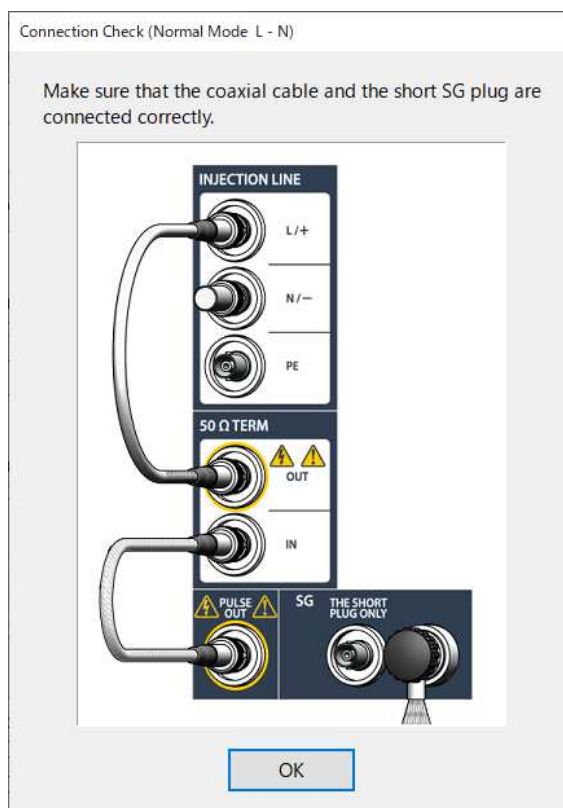 Connection Check (Normal Mode L - N)
Make sure that the coaxial cable and the short SG plug are
connected correctly.
INJECTION LINE
L/+
N/−
PE
50 Ω TERM
OUT
IN
PULSE
OUT
SG
THE SHORT
PLUG ONLY
OK